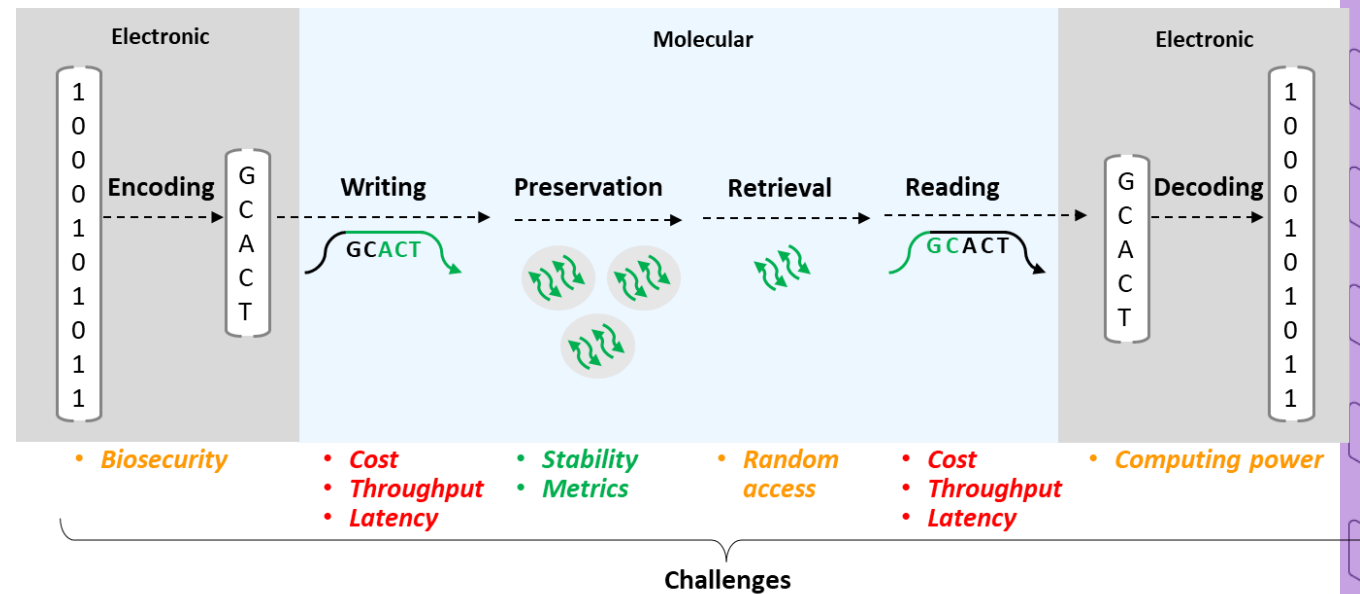 Electronic
Molecular
Electronic
1
0
0
0
1
0
1
0
1
1
Encoding
G
C
A
C
T
Writing
GCACT
Preservation
Retrieval
Reading
GCACT
G
C
A
C
T
Decoding
1
0
0
0
1
0
1
0
1
1
• Biosecurity
• Cost
• Throughput
• Latency
• Stability
• Metrics
• Random
access
• Cost
• Throughput
• Latency
• Computing power
Challenges